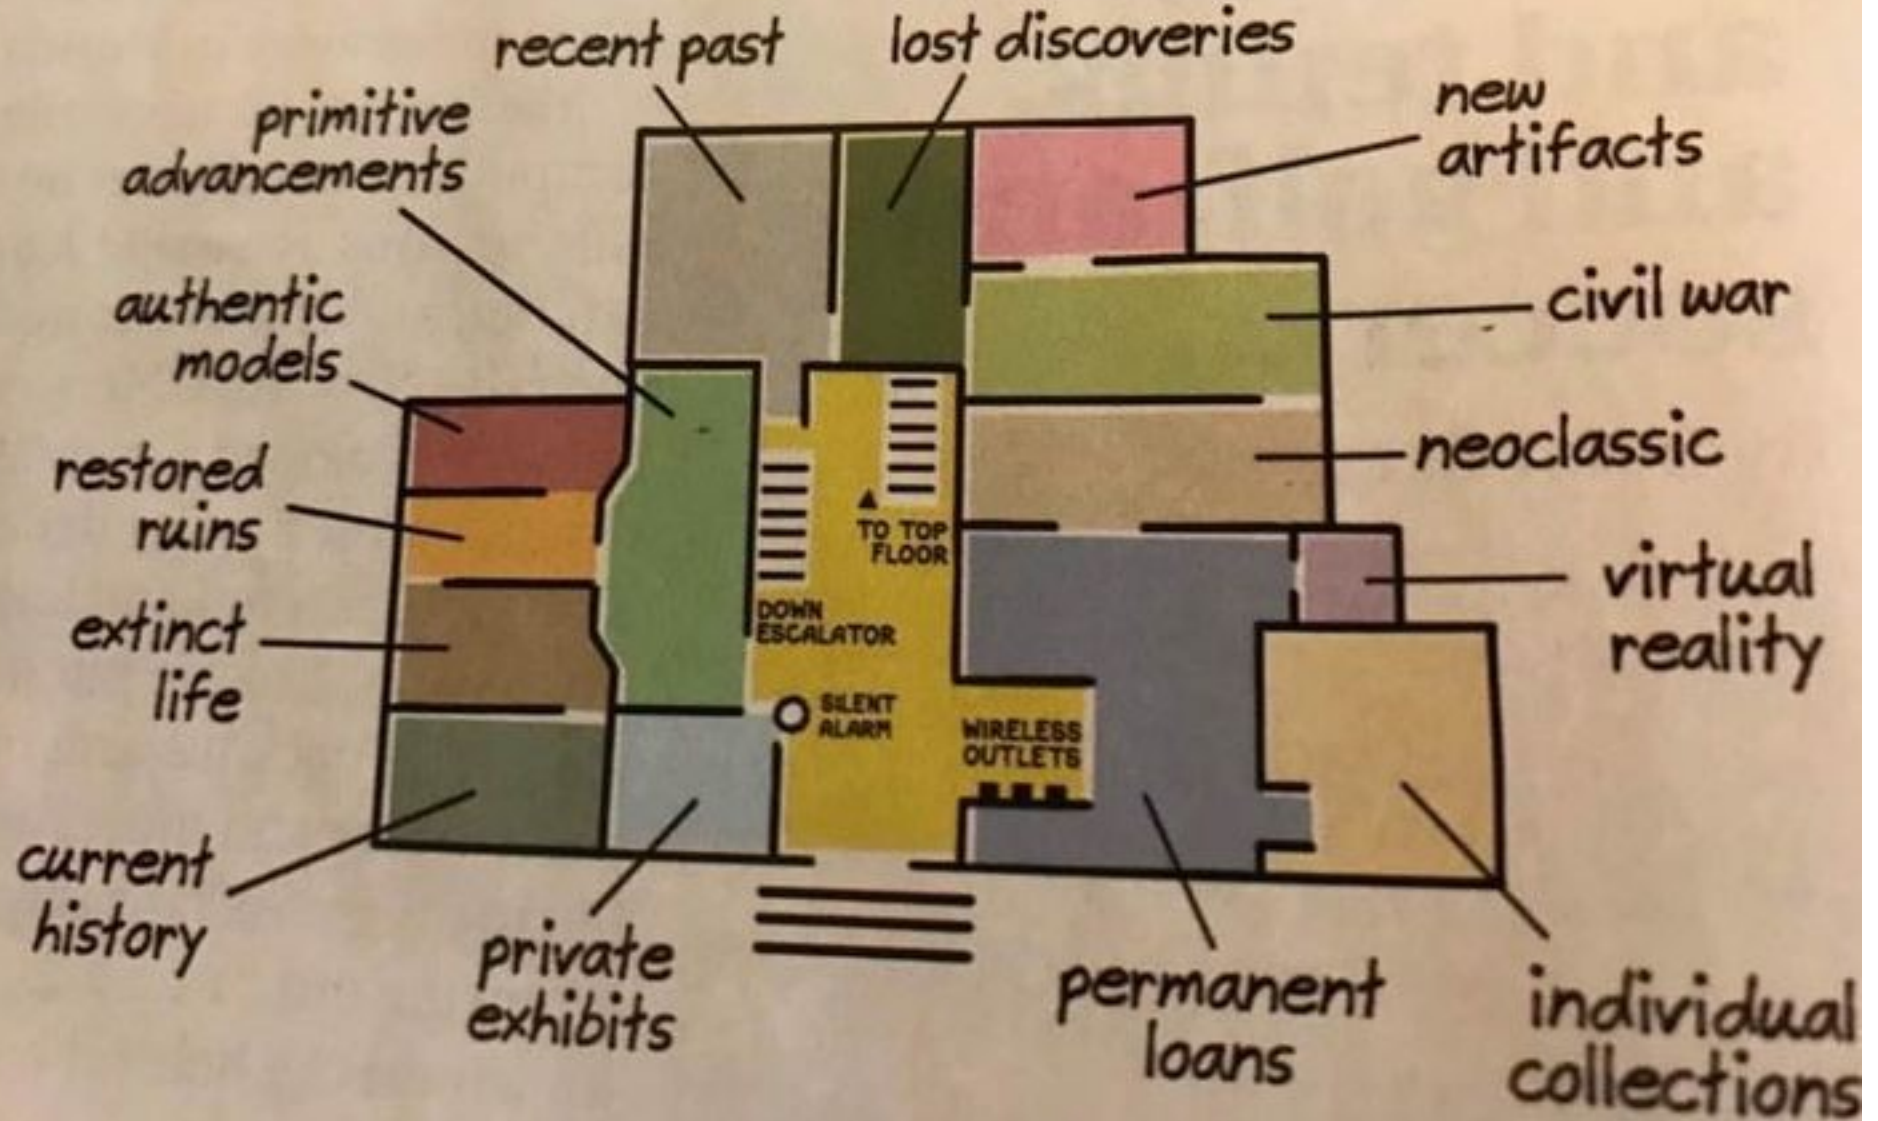 recent past
lost discoveries
primitive
advancements
new
artifacts
authentic
models
civil war
restored
ruins
neoclassic
TO TOP
FLOOR
extinct
life
DOWN
ESCALATOR
virtual
reality
SILENT
ALARM
WIRELESS
OUTLETS
current
history
private
exhibits
permanent
loans
individual
collections